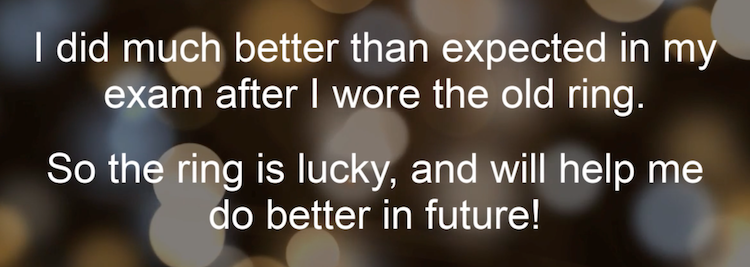 I did much better than expected in my
exam after I wore the old ring.
So the ring is lucky, and will help me
do better in future!